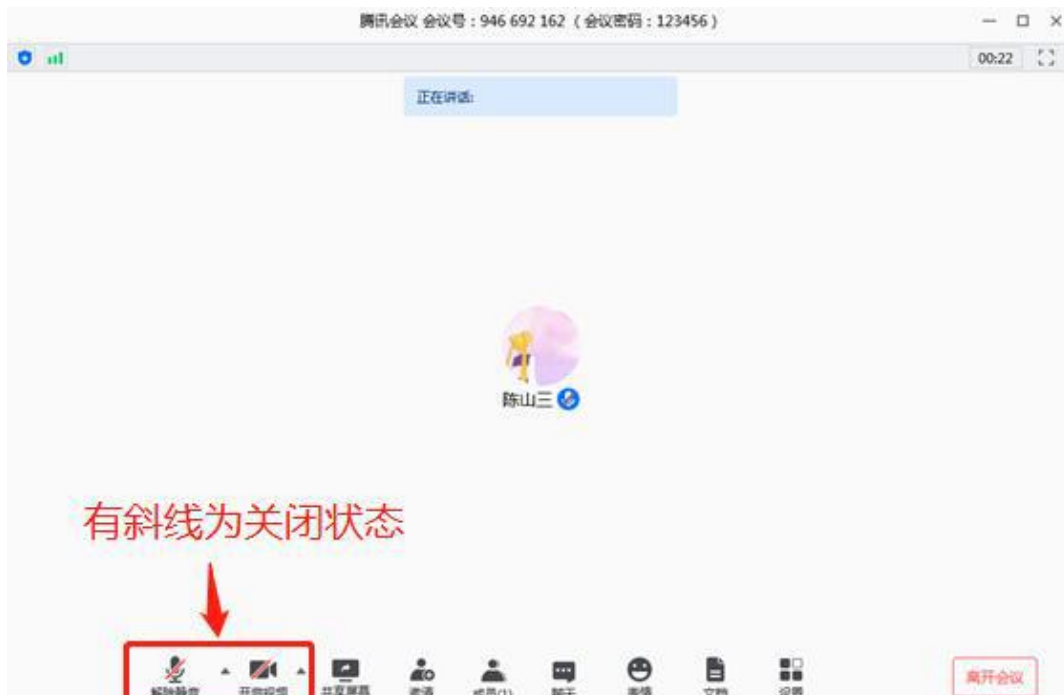 腾讯会议 会议号：946 692 162 （会议密码：123456）
00:22
正在讲话:
陈山三
有斜线为关闭状态
解除静音 开启视频 共享屏幕 邀请 成员(1) 聊天 表情 文档 设置
离开会议